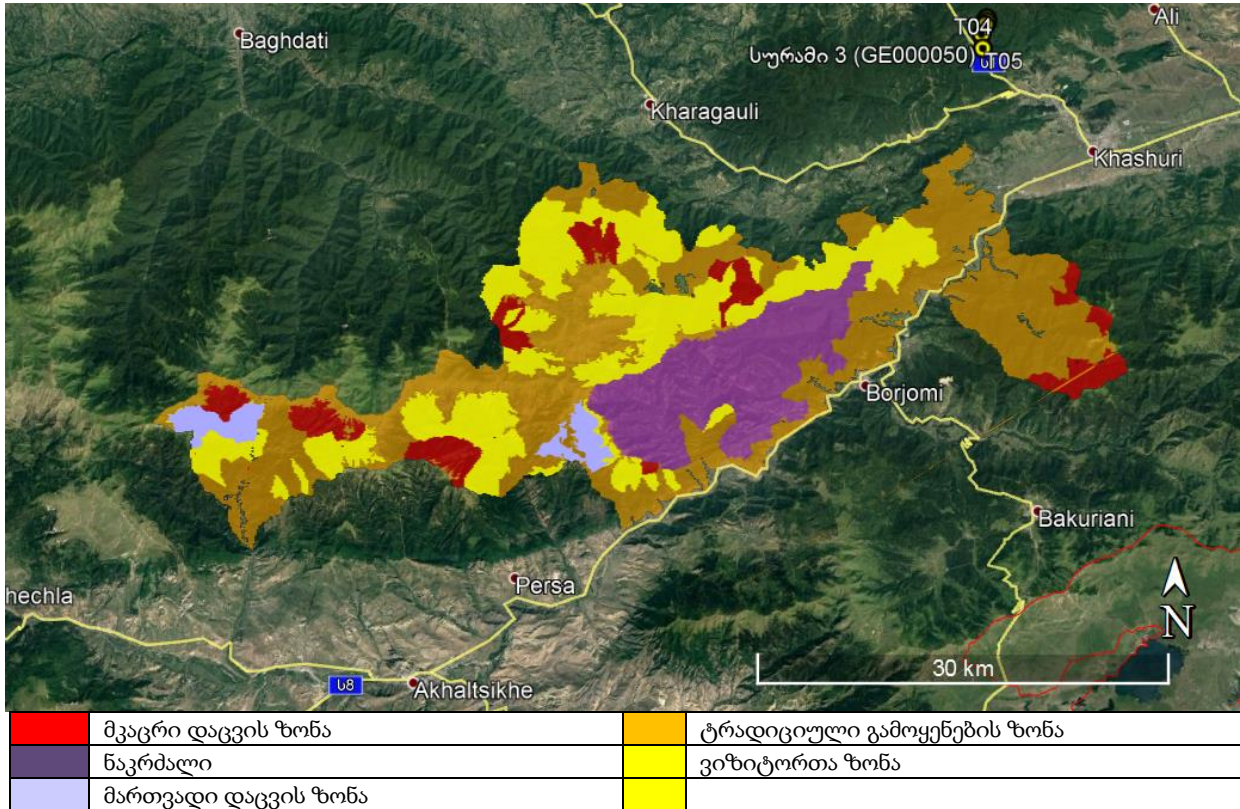 Baghdati
T04
Ali
სურამი 3 (GE000050)
T05
Kharagauli
Khashuri
Borjomi
Bakuriani
Persa
hechla
ს8
Akhaltsikhe
N
30 km
მკაცრი დაცვის ზონა
ტრადიციული გამოყენების ზონა
ნაკრძალი
ვიზიტორთა ზონა
მართვადი დაცვის ზონა